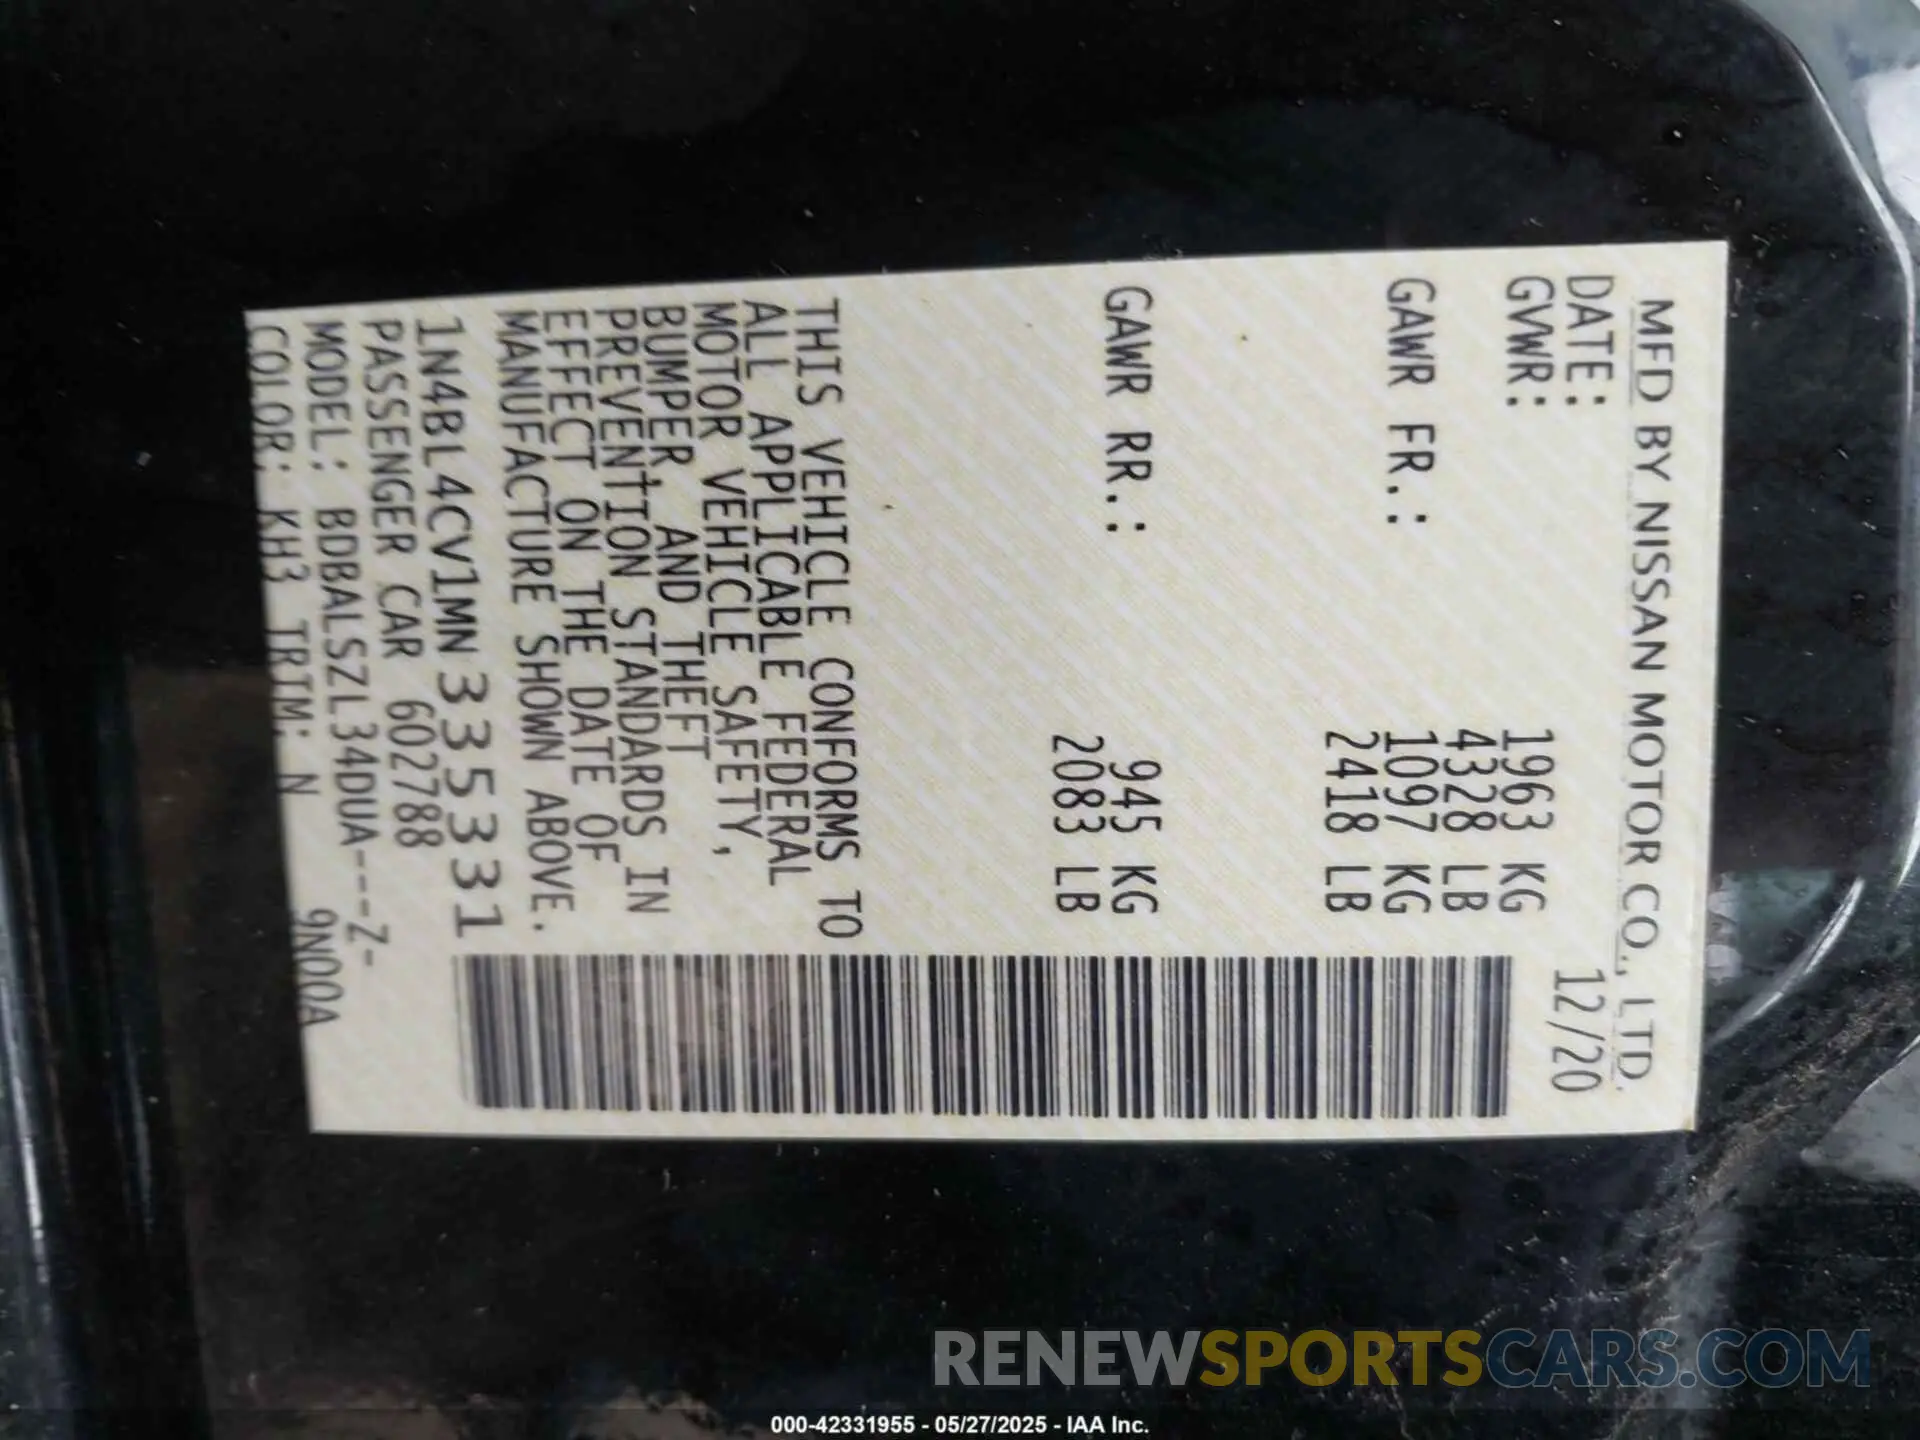 MFD BY NISSAN MOTOR CO., LTD.
DATE: 12/20
GVWR: 1963 KG
4328 LB
GAWR FR.: 1097 KG
2418 LB
GAWR RR.: 945 KG
2083 LB
THIS VEHICLE CONFORMS TO
ALL APPLICABLE FEDERAL
MOTOR VEHICLE SAFETY,
BUMPER, AND THEFT
PREVENTION STANDARDS IN
EFFECT ON THE DATE OF
MANUFACTURE SHOWN ABOVE.
1N4BL4CV1MN335331
PASSENGER CAR 602788
MODEL: BDBALSZL34DUA---Z-
COLOR: KH3 TRIM: N 9N00A
RENEWSPORTSCARS.COM
000-42331955 - 05/27/2025 - IAA Inc.